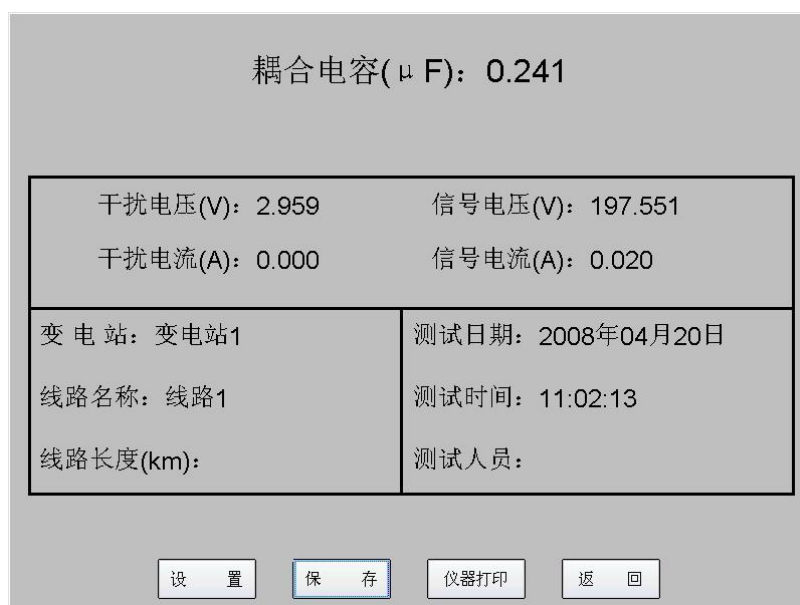 耦合电容(μF)：0.241
干扰电压(V)：2.959 信号电压(V)：197.551
干扰电流(A)：0.000 信号电流(A)：0.020
变 电 站：变电站1 测试日期：2008年04月20日
线路名称：线路1 测试时间：11:02:13
线路长度(km)： 测试人员：
设 置 保 存 仪器打印 返 回